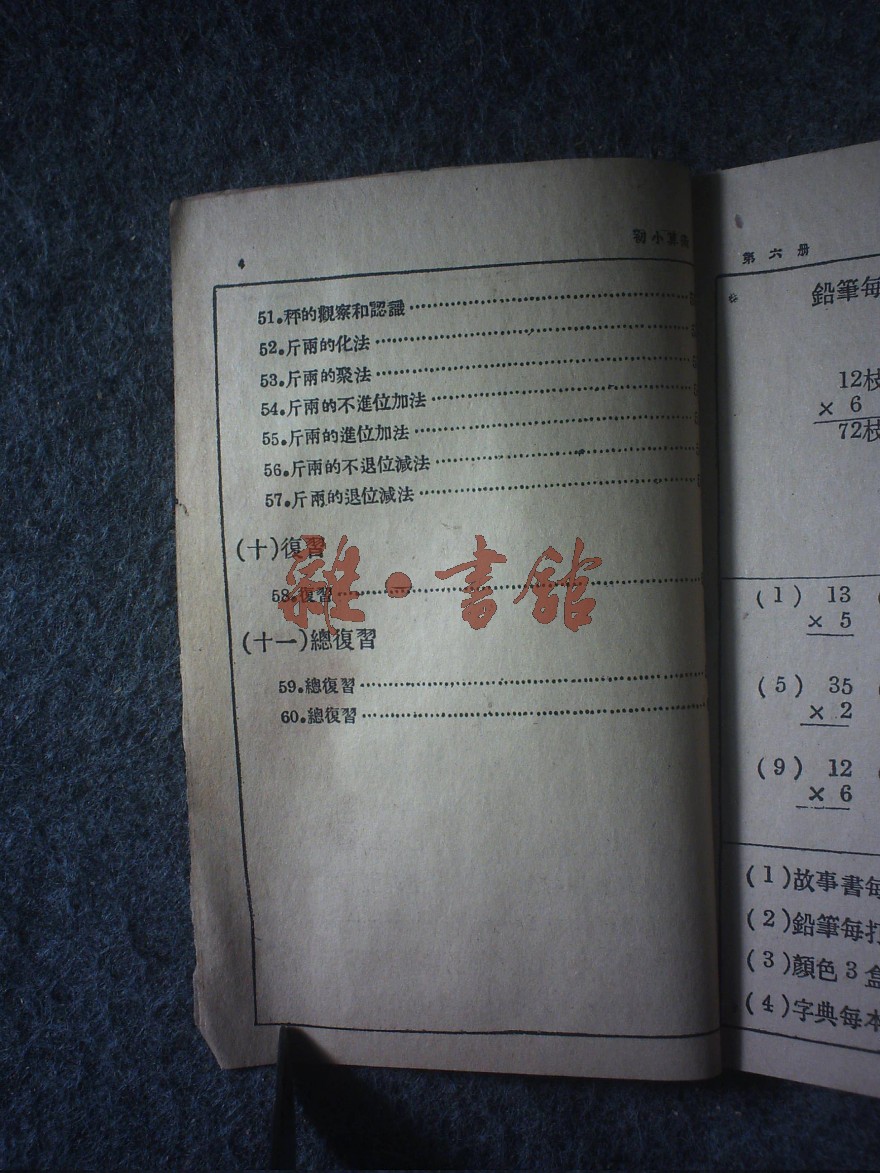 4
初小算術
51.秤的觀察和認識
52.斤兩的化法
53.斤兩的聚法
54.斤兩的不進位加法
55.斤兩的進位加法
56.斤兩的不退位減法
57.斤兩的退位減法
(十)復習
58.復習
(十一)總復習
59.總復習
60.總復習
雜·書館
第六册
鉛筆每
12枝
× 6
72枝
(1) 13
× 5
(5) 35
× 2
(9) 12
× 6
(1)故事書每
(2)鉛筆每打
(3)顏色3盒
(4)字典每本